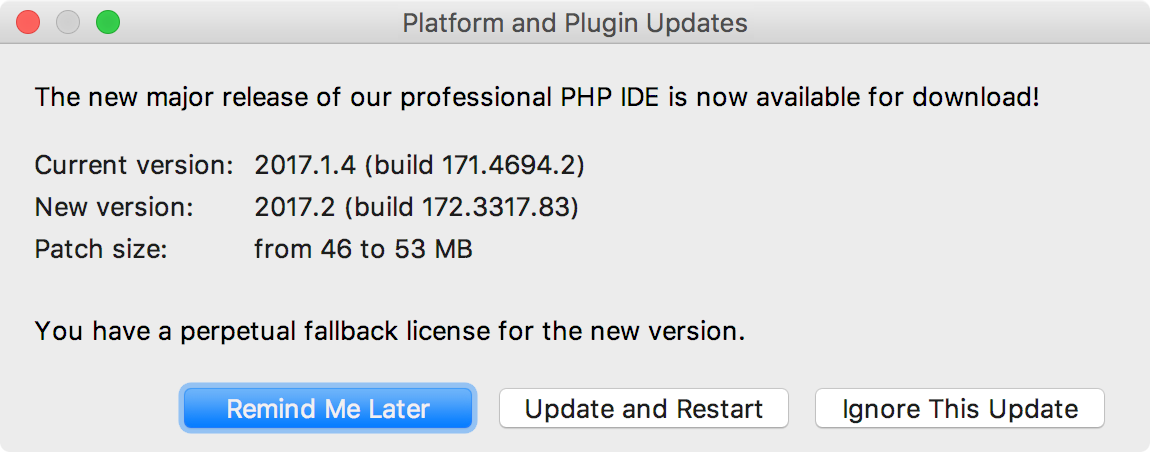 Platform and Plugin Updates
The new major release of our professional PHP IDE is now available for download!
Current version: 2017.1.4 (build 171.4694.2)
New version: 2017.2 (build 172.3317.83)
Patch size: from 46 to 53 MB
You have a perpetual fallback license for the new version.
Remind Me Later Update and Restart Ignore This Update